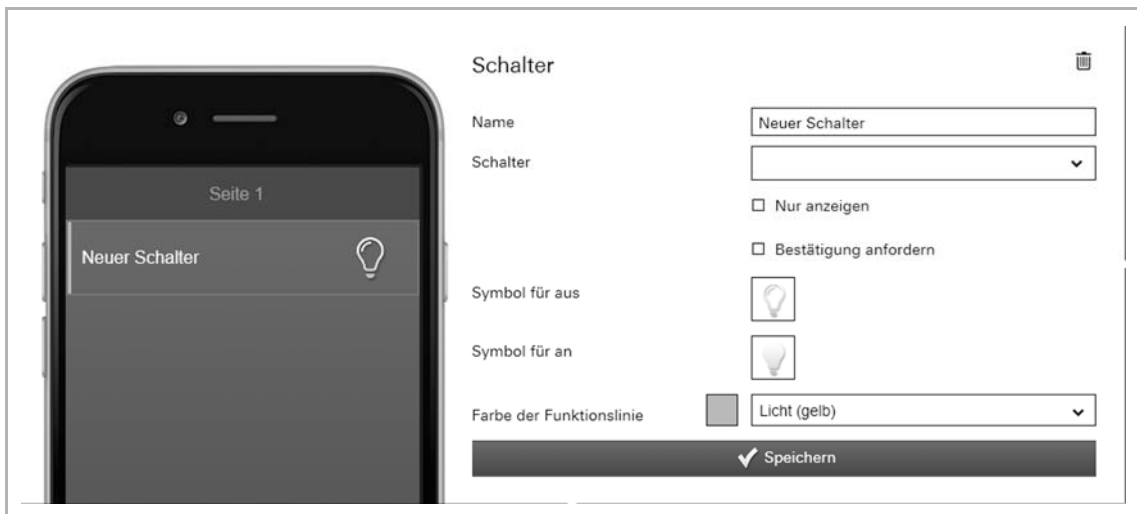 Seite 1
Neuer Schalter
Schalter
Name
Neuer Schalter
Schalter
Nur anzeigen
Bestätigung anfordern
Symbol für aus
Symbol für an
Farbe der Funktionslinie
Licht (gelb)
Speichern